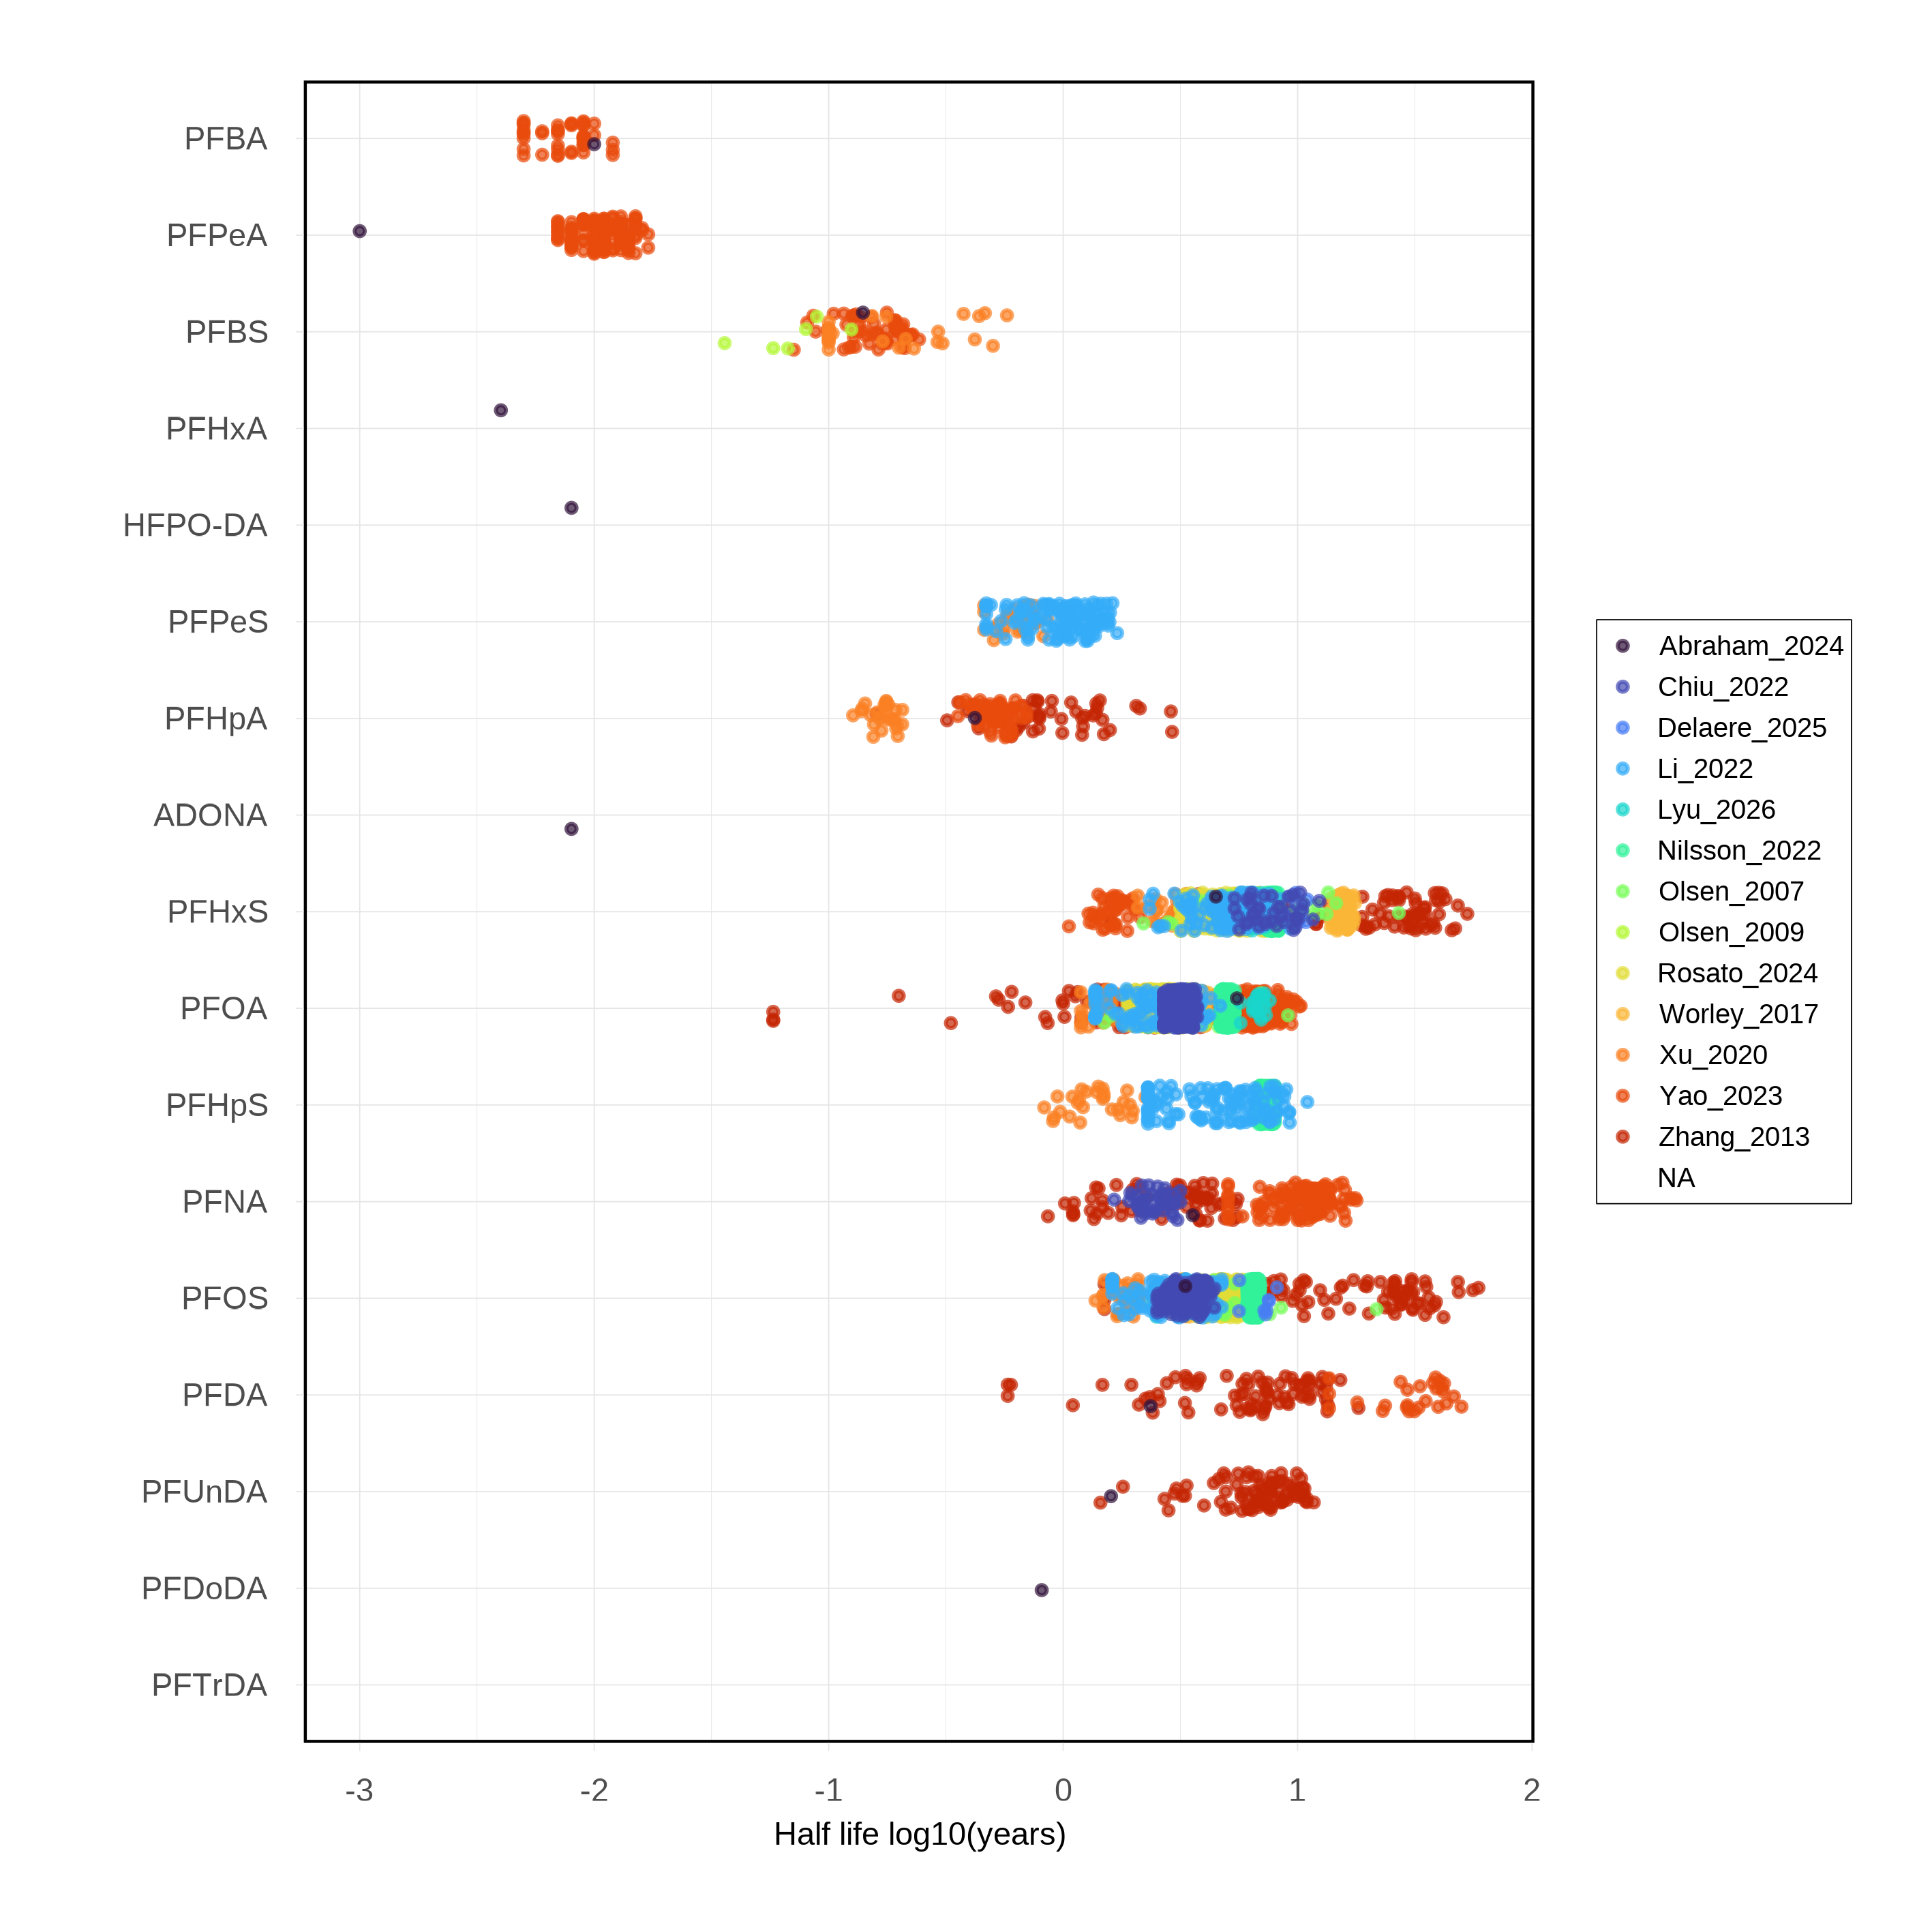 PFBA
PFPeA
PFBS
PFHxA
HFPO-DA
PFPeS
PFHpA
ADONA
PFHxS
PFOA
PFHpS
PFNA
PFOS
PFDA
PFUnDA
PFDoDA
PFTrDA
-3 -2 -1 0 1 2
Half life log10(years)
Abraham_2024
Chiu_2022
Delaere_2025
Li_2022
Lyu_2026
Nilsson_2022
Olsen_2007
Olsen_2009
Rosato_2024
Worley_2017
Xu_2020
Yao_2023
Zhang_2013
NA